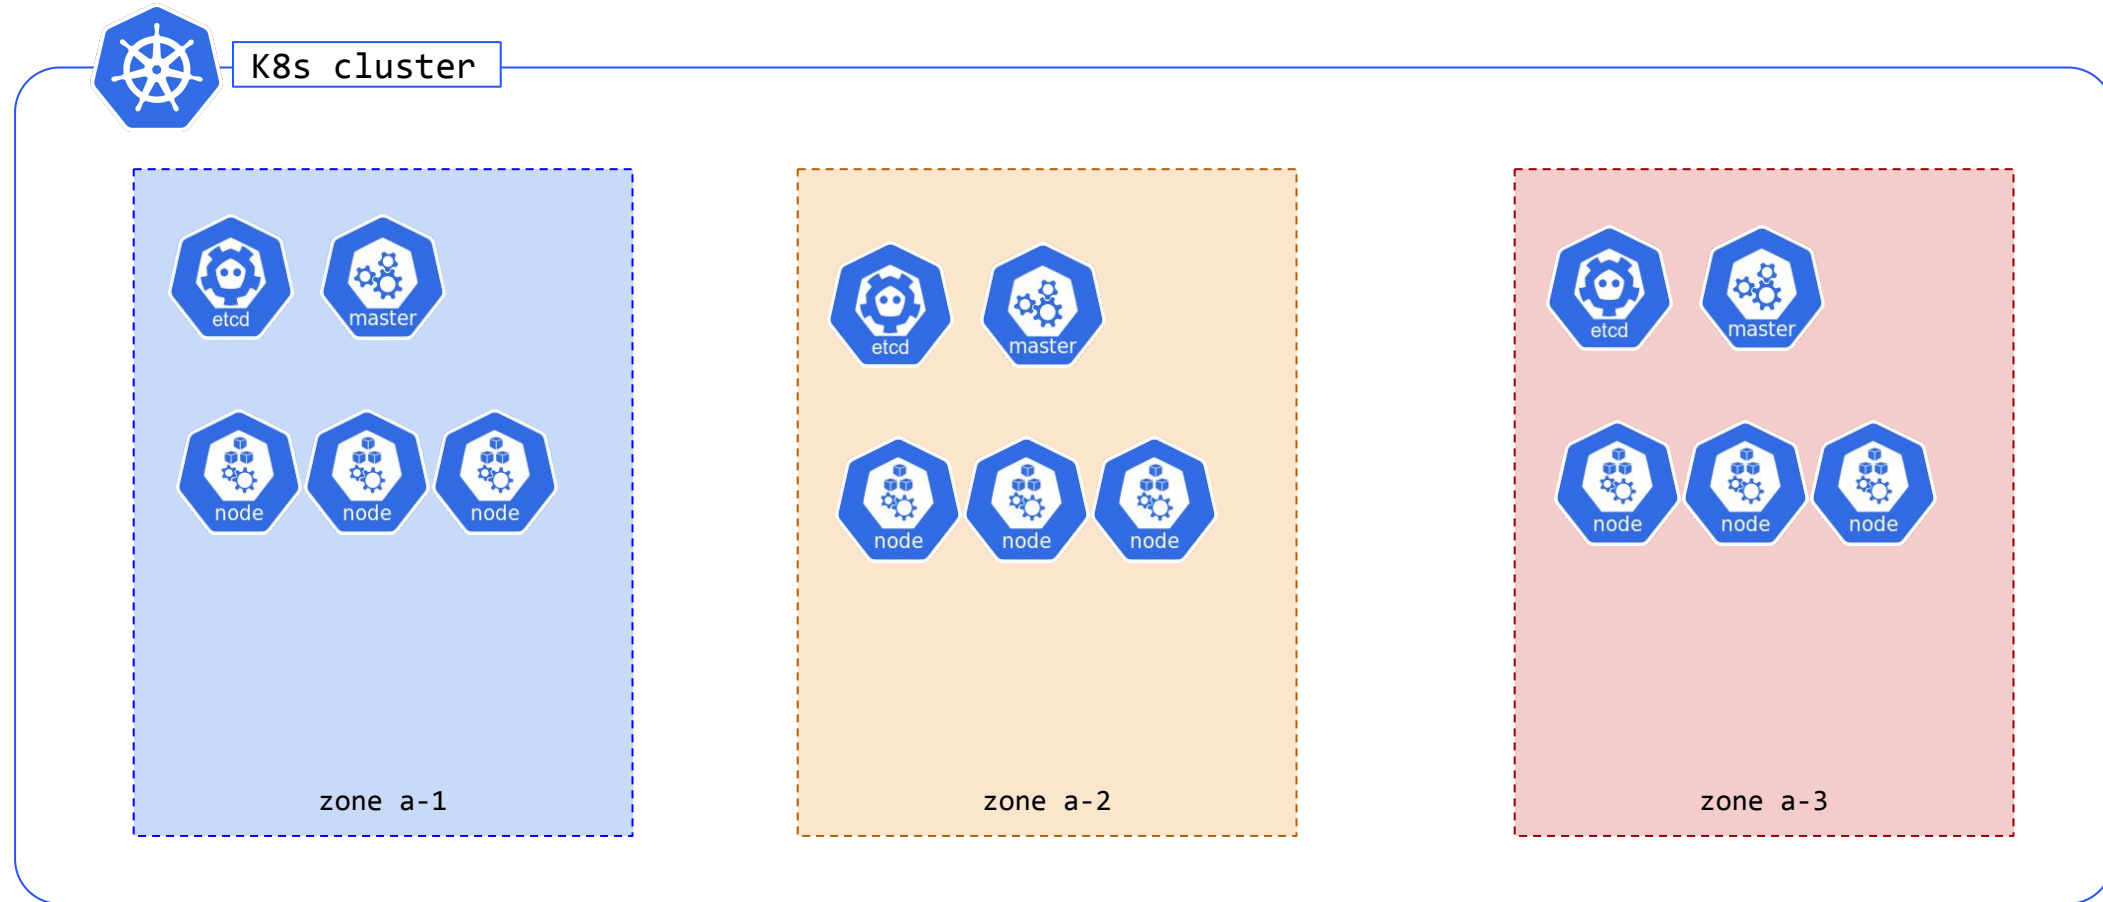 K8s cluster
etcd
master
node node node
zone a-1
etcd
master
node node node
zone a-2
etcd
master
node node node
zone a-3